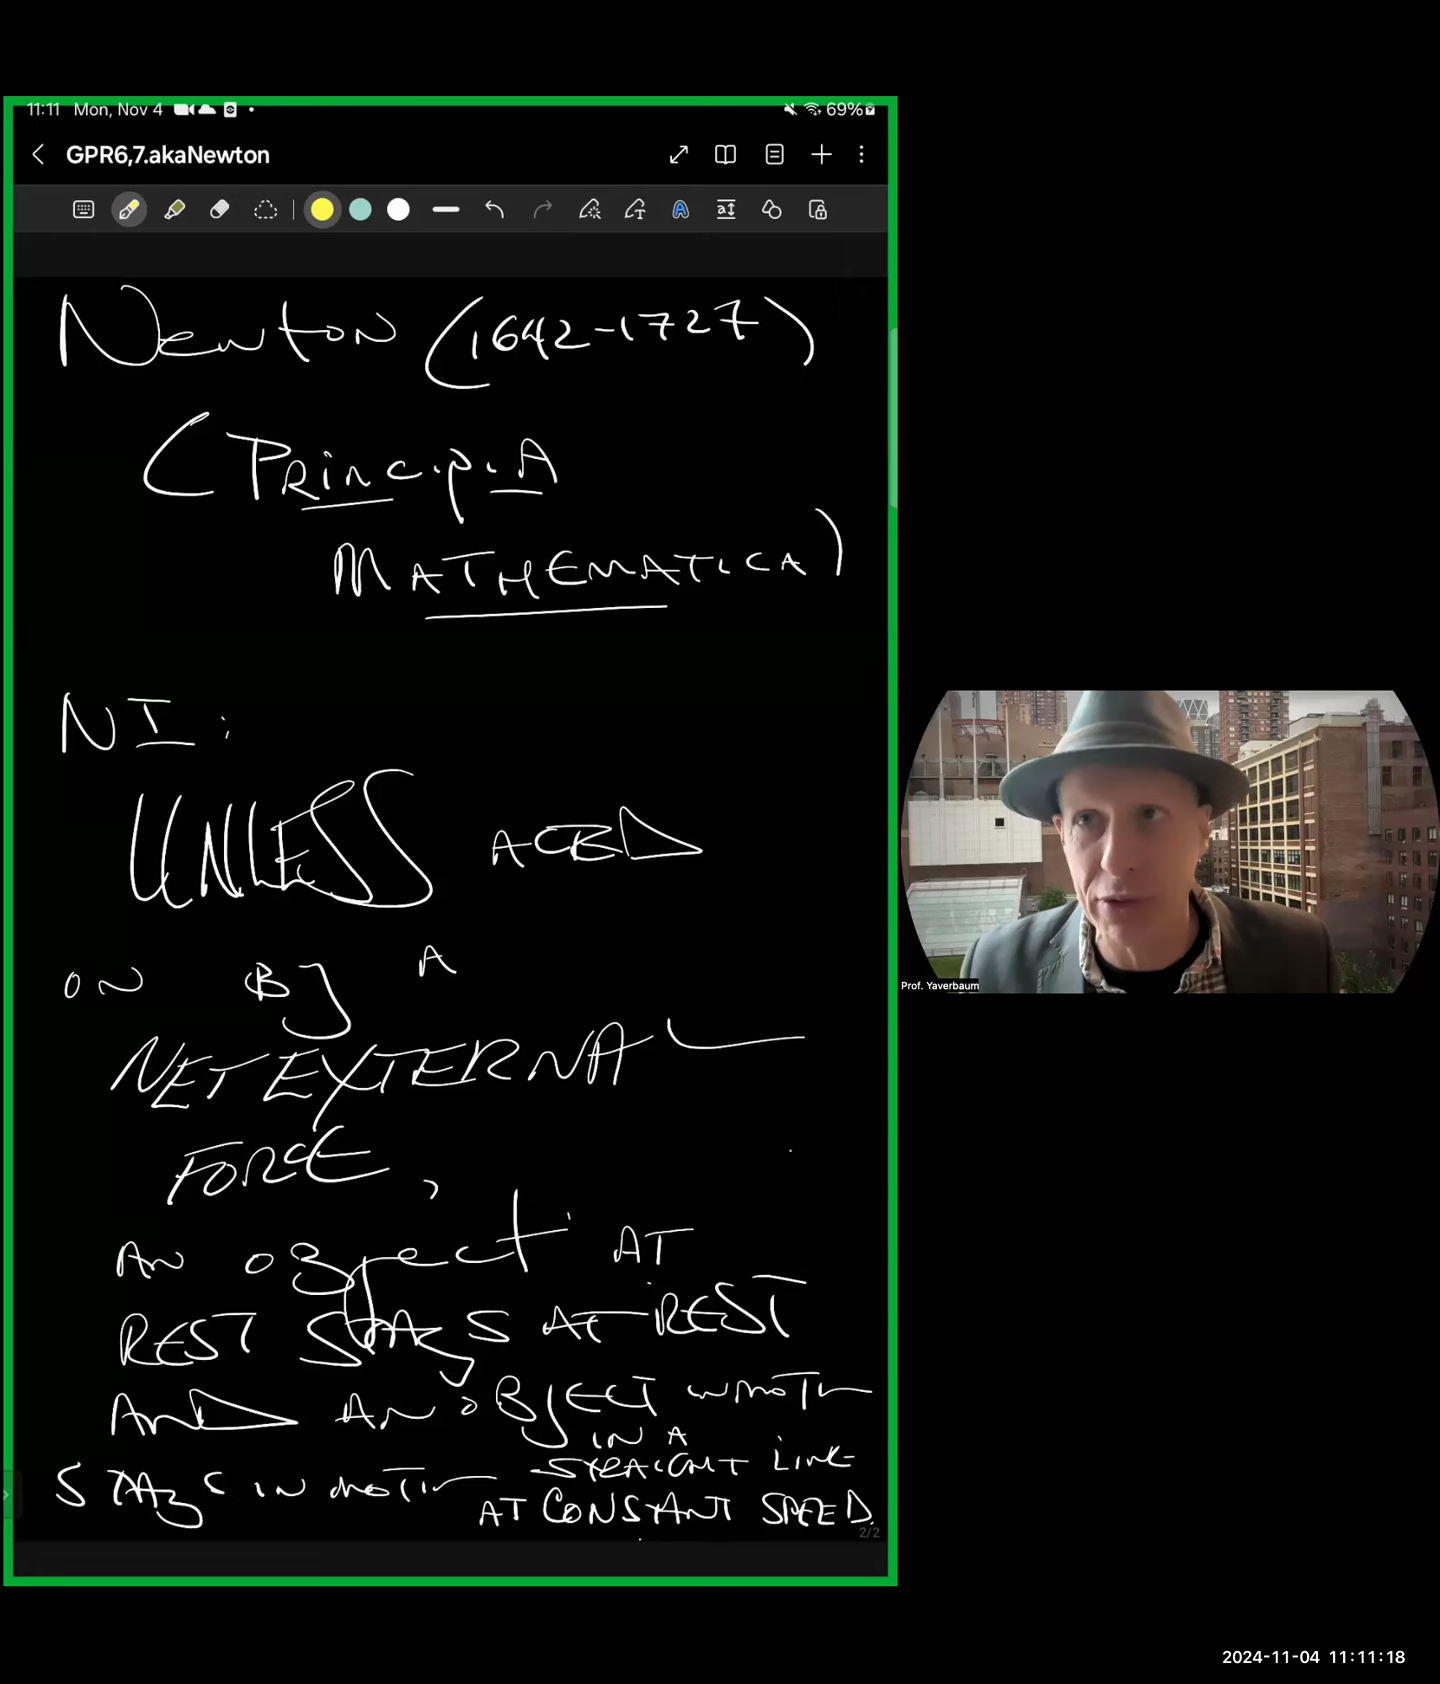 11:11 Mon, Nov 4 69%
GPR6,7.akaNewton
Newton (1642-1727)
(PRincipiA
MATHEMATICA)
NI:
UNLESS ACTED
ON BY A
NET EXTERNAL
FORCE,
AN object AT
REST STAYS AT REST
AND AN OBJECT IN MOTION
STAYS IN MOTION IN A
STRAIGHT LINE
AT CONSTANT SPEED.
2/2
Prof. Yaverbaum
2024-11-04 11:11:18